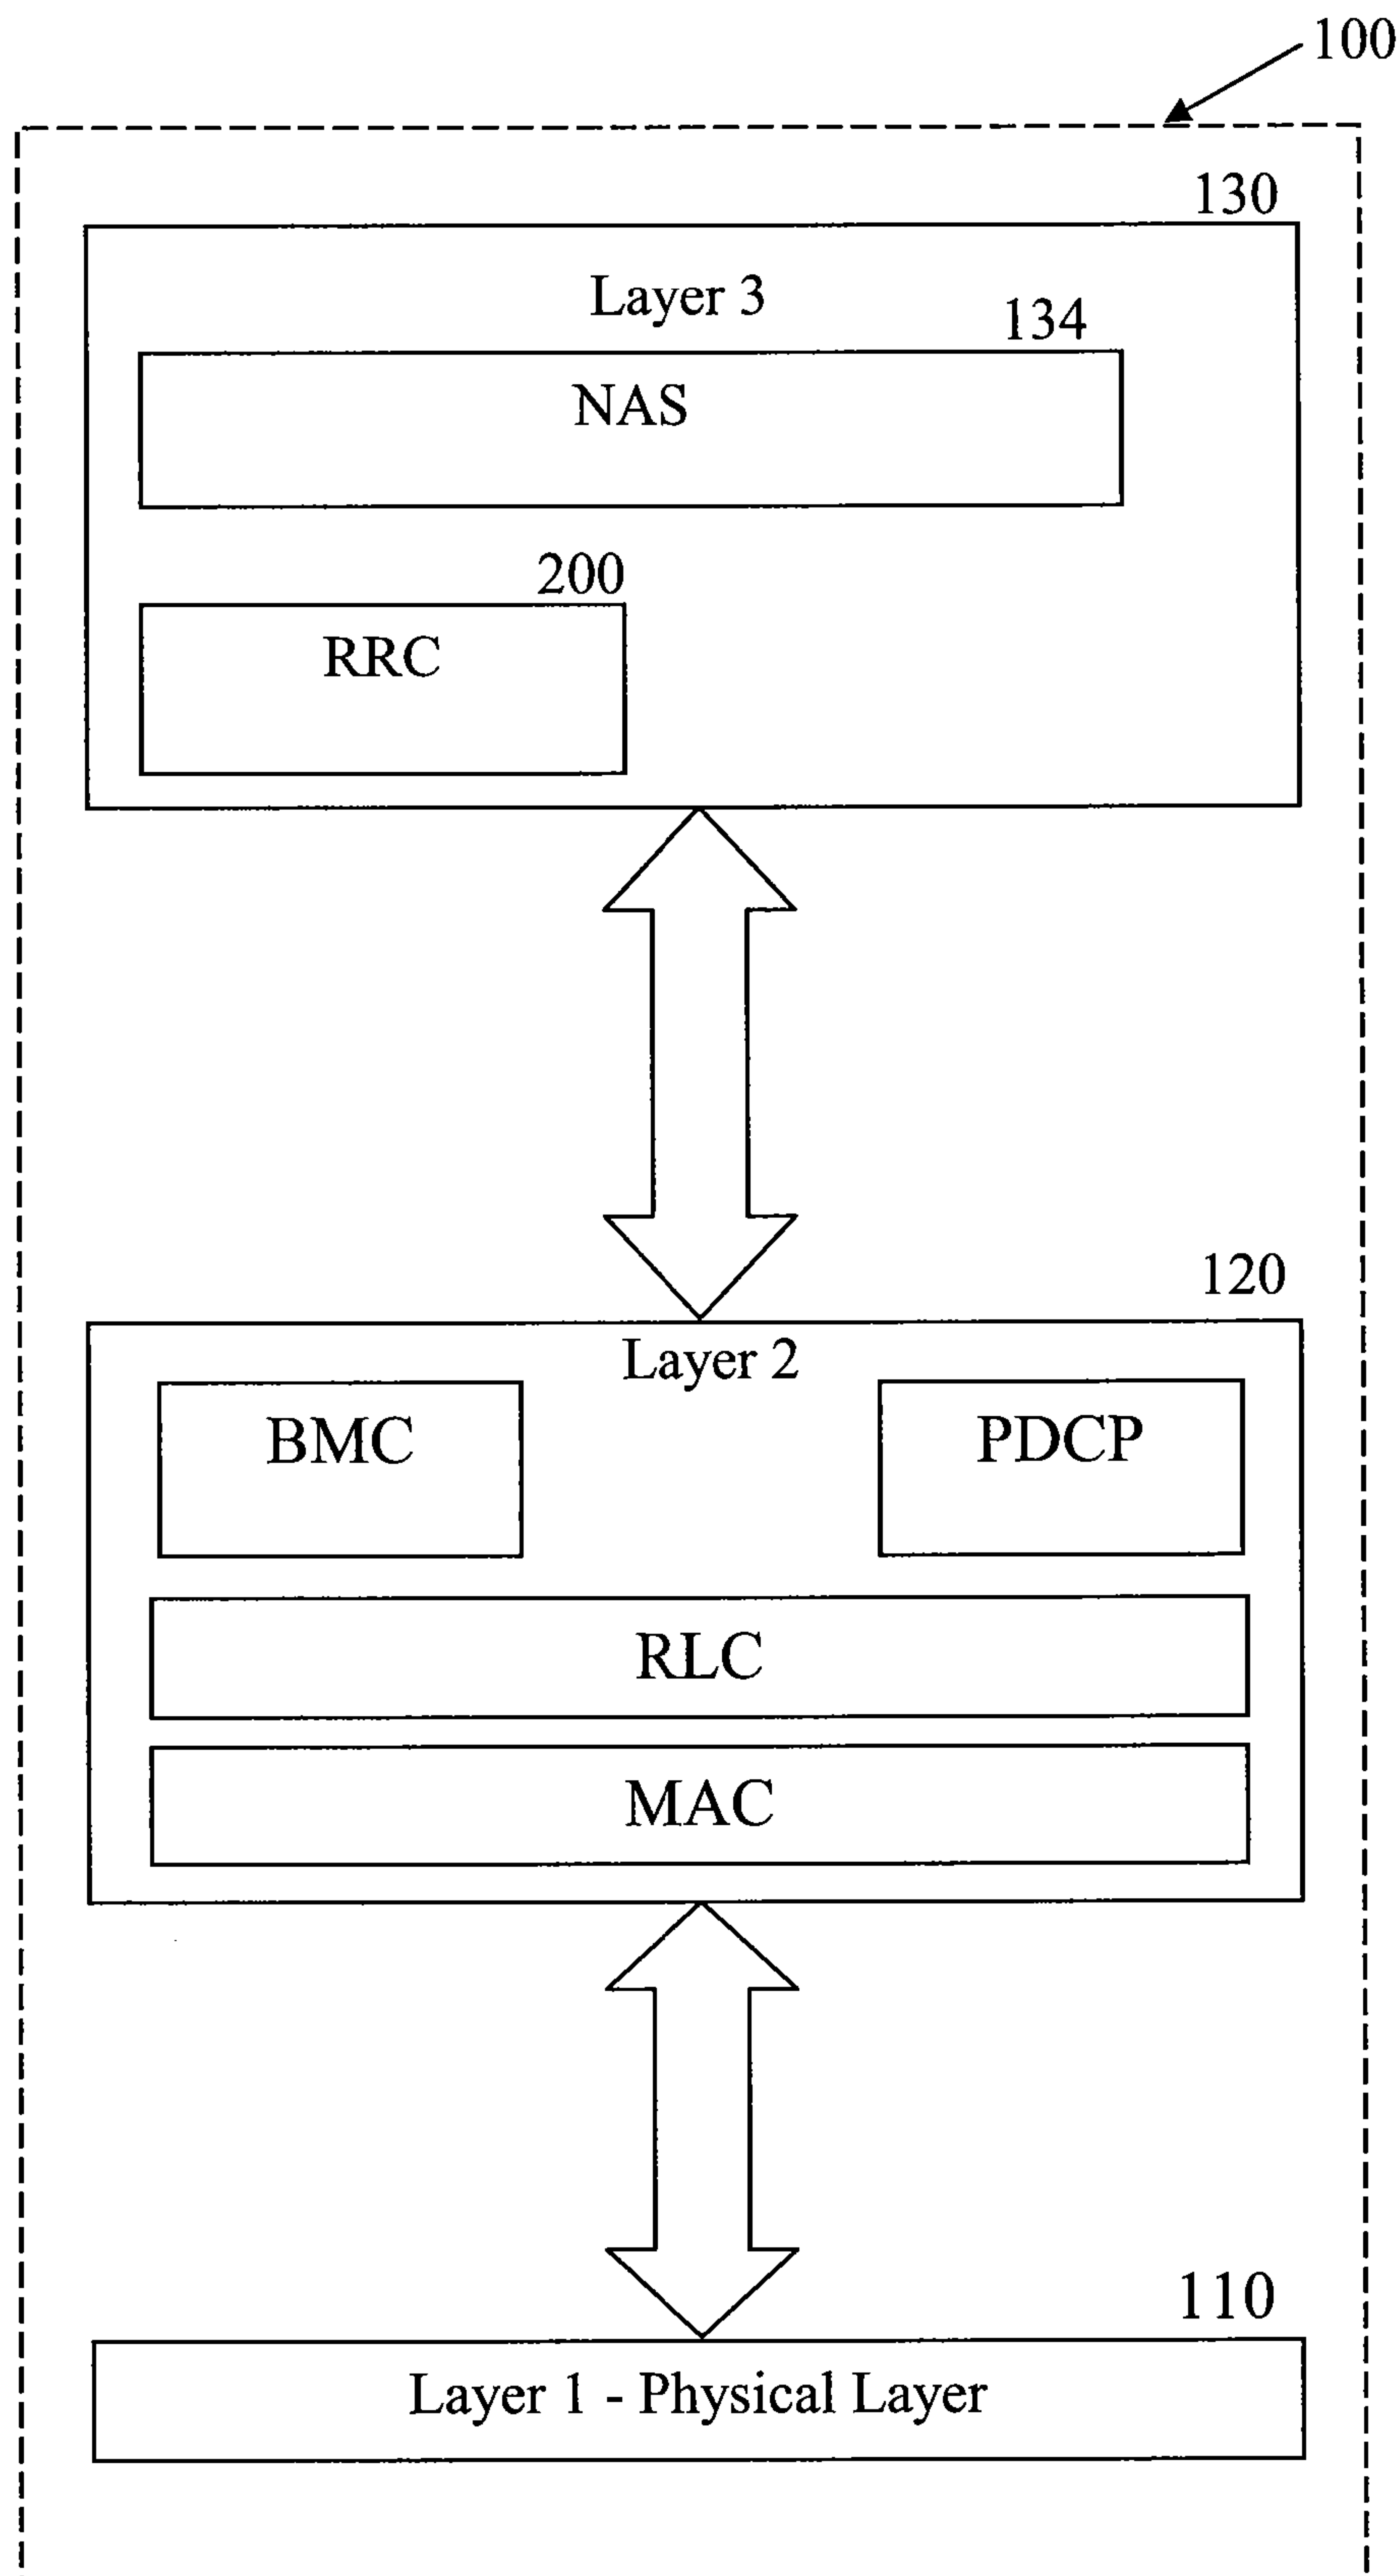 100
130
Layer 3
134
NAS
200
RRC
120
Layer 2
BMC
PDCP
RLC
MAC
110
Layer 1 - Physical Layer